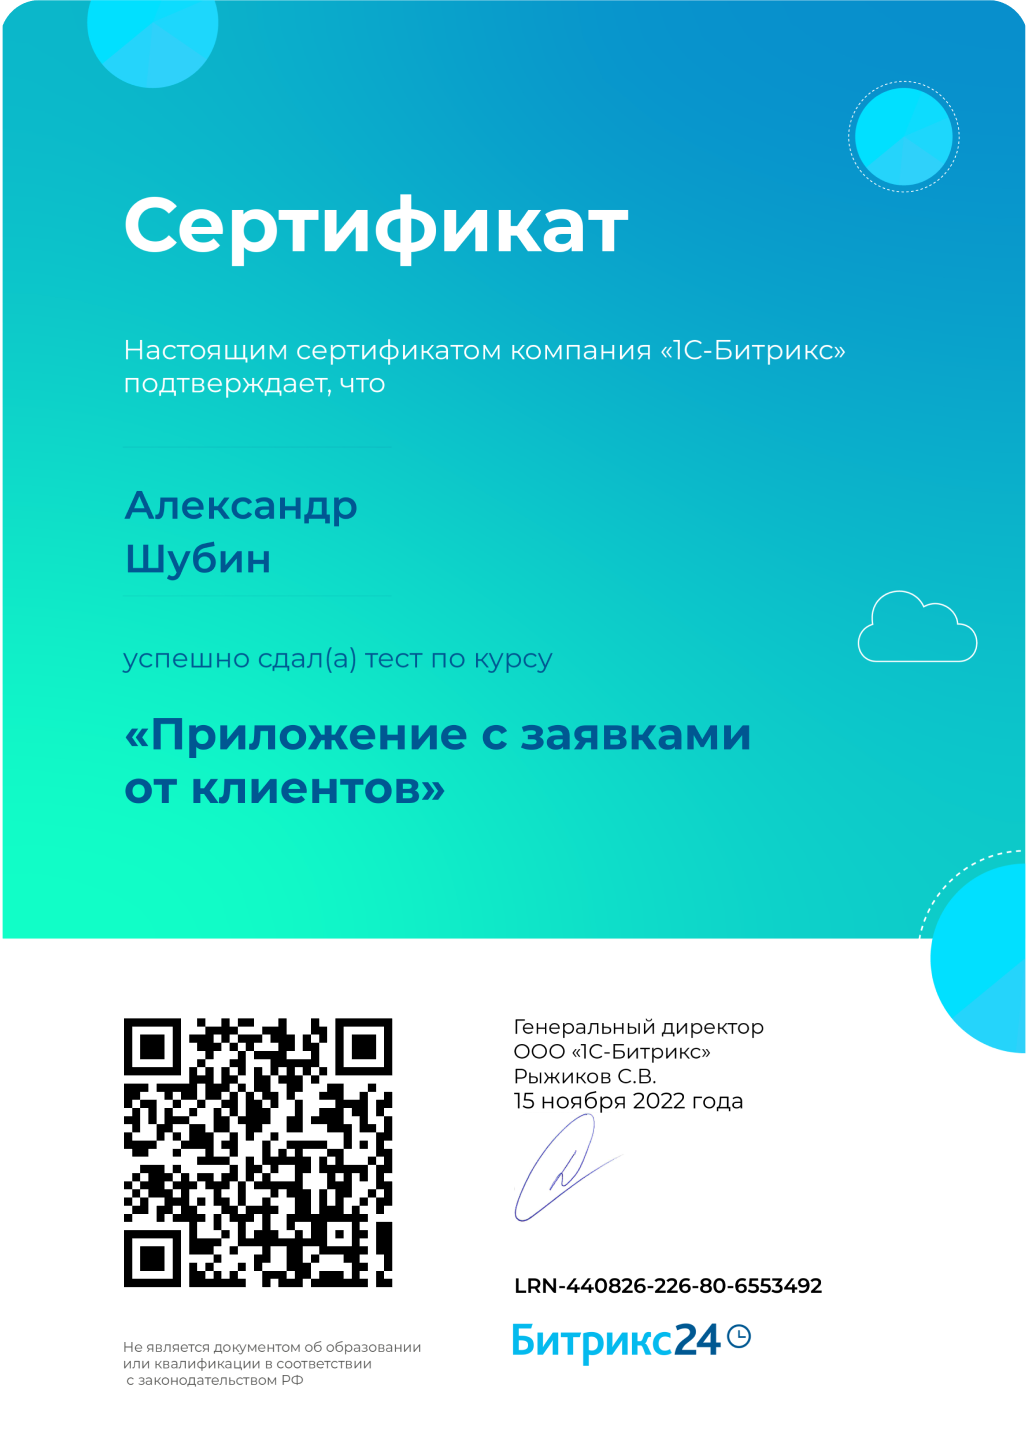 Сертификат
Настоящим сертификатом компания «1С-Битрикс»
подтверждает, что
Александр
Шубин
успешно сдал(а) тест по курсу
«Приложение с заявками
от клиентов»
Генеральный директор
ООО «1С-Битрикс»
Рыжиков С.В.
15 ноября 2022 года
LRN-440826-226-80-6553492
Битрикс24
Не является документом об образовании
или квалификации в соответствии
с законодательством РФ